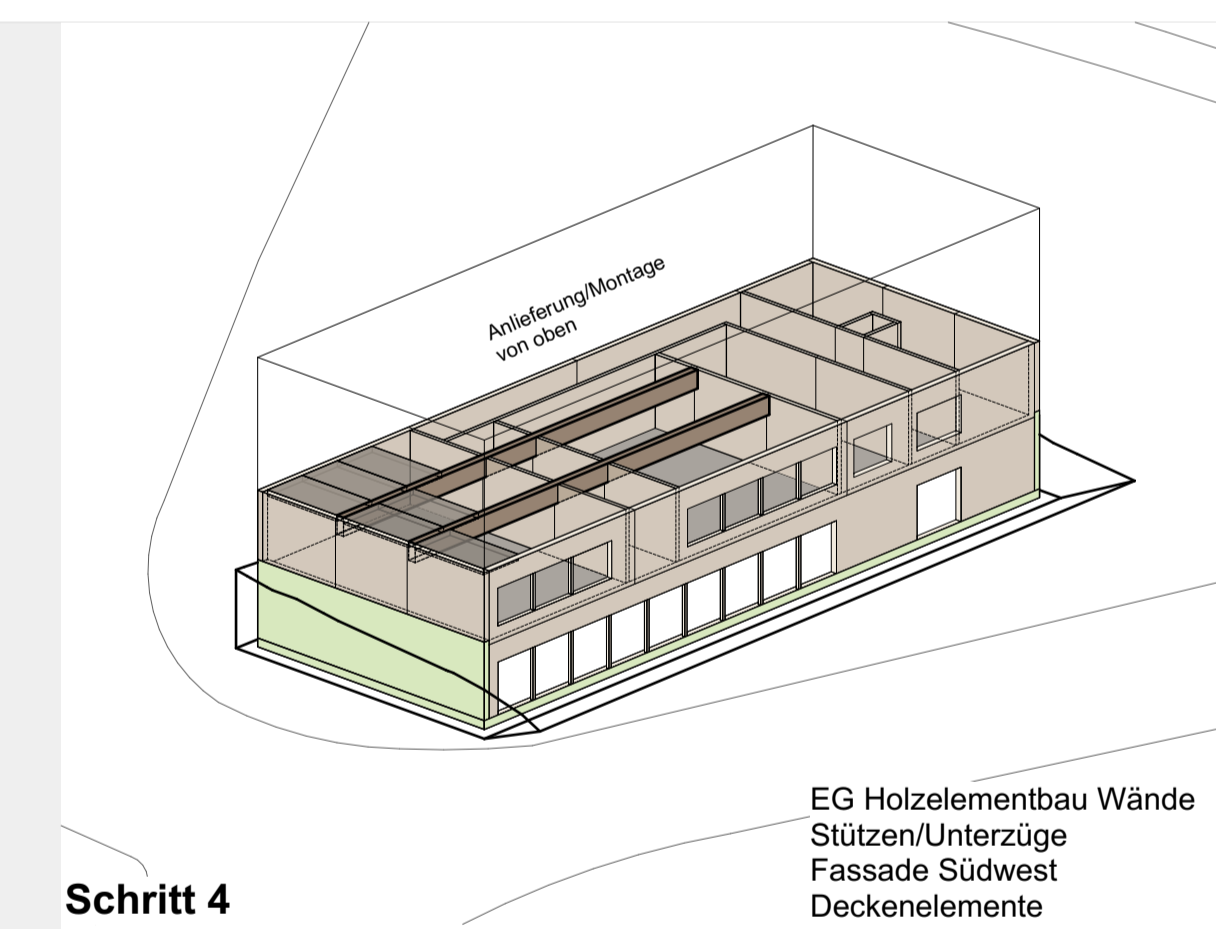 Anlieferung/Montage
von oben
EG Holzelementbau Wände
Stützen/Unterzüge
Fassade Südwest
Deckenelemente
Schritt 4